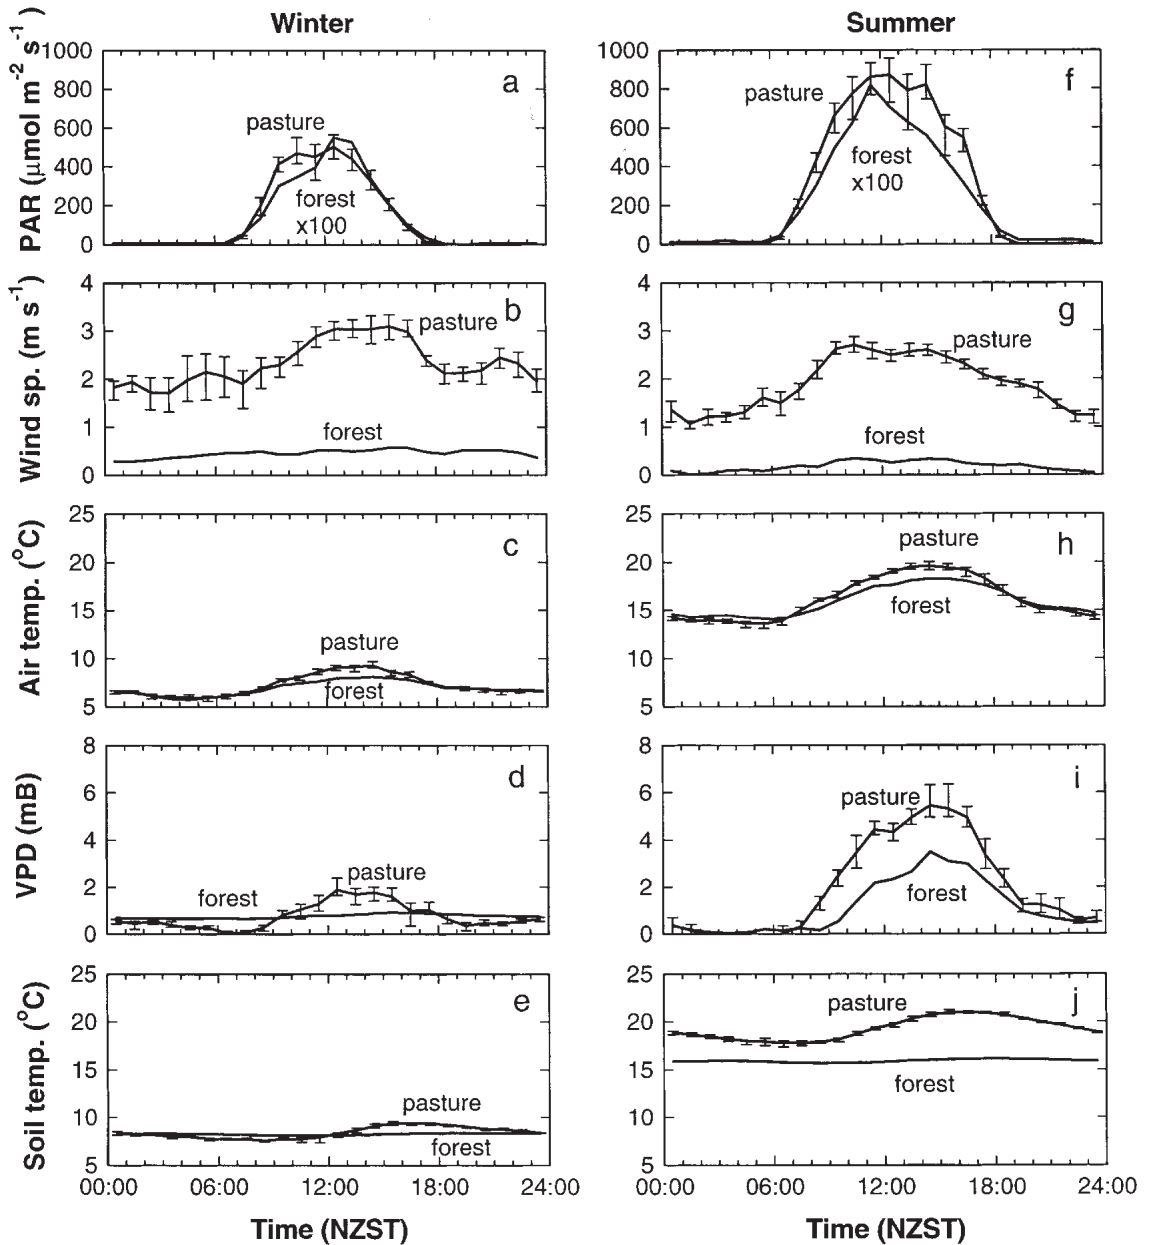 Winter
Summer
PAR (μmol m⁻² s⁻¹)
1000
800
600
400
200
0
a
pasture
forest
x100
1000
800
600
400
200
0
f
pasture
forest
x100
Wind sp. (m s⁻¹)
4
3
2
1
0
b
pasture
forest
4
3
2
1
0
g
pasture
forest
Air temp. (°C)
25
20
15
10
5
c
pasture
forest
25
20
15
10
5
h
pasture
forest
VPD (mB)
8
6
4
2
0
d
pasture
forest
8
6
4
2
0
i
pasture
forest
Soil temp. (°C)
25
20
15
10
5
e
pasture
forest
25
20
15
10
5
j
pasture
forest
00:00 06:00 12:00 18:00 24:00
00:00 06:00 12:00 18:00 24:00
Time (NZST)
Time (NZST)